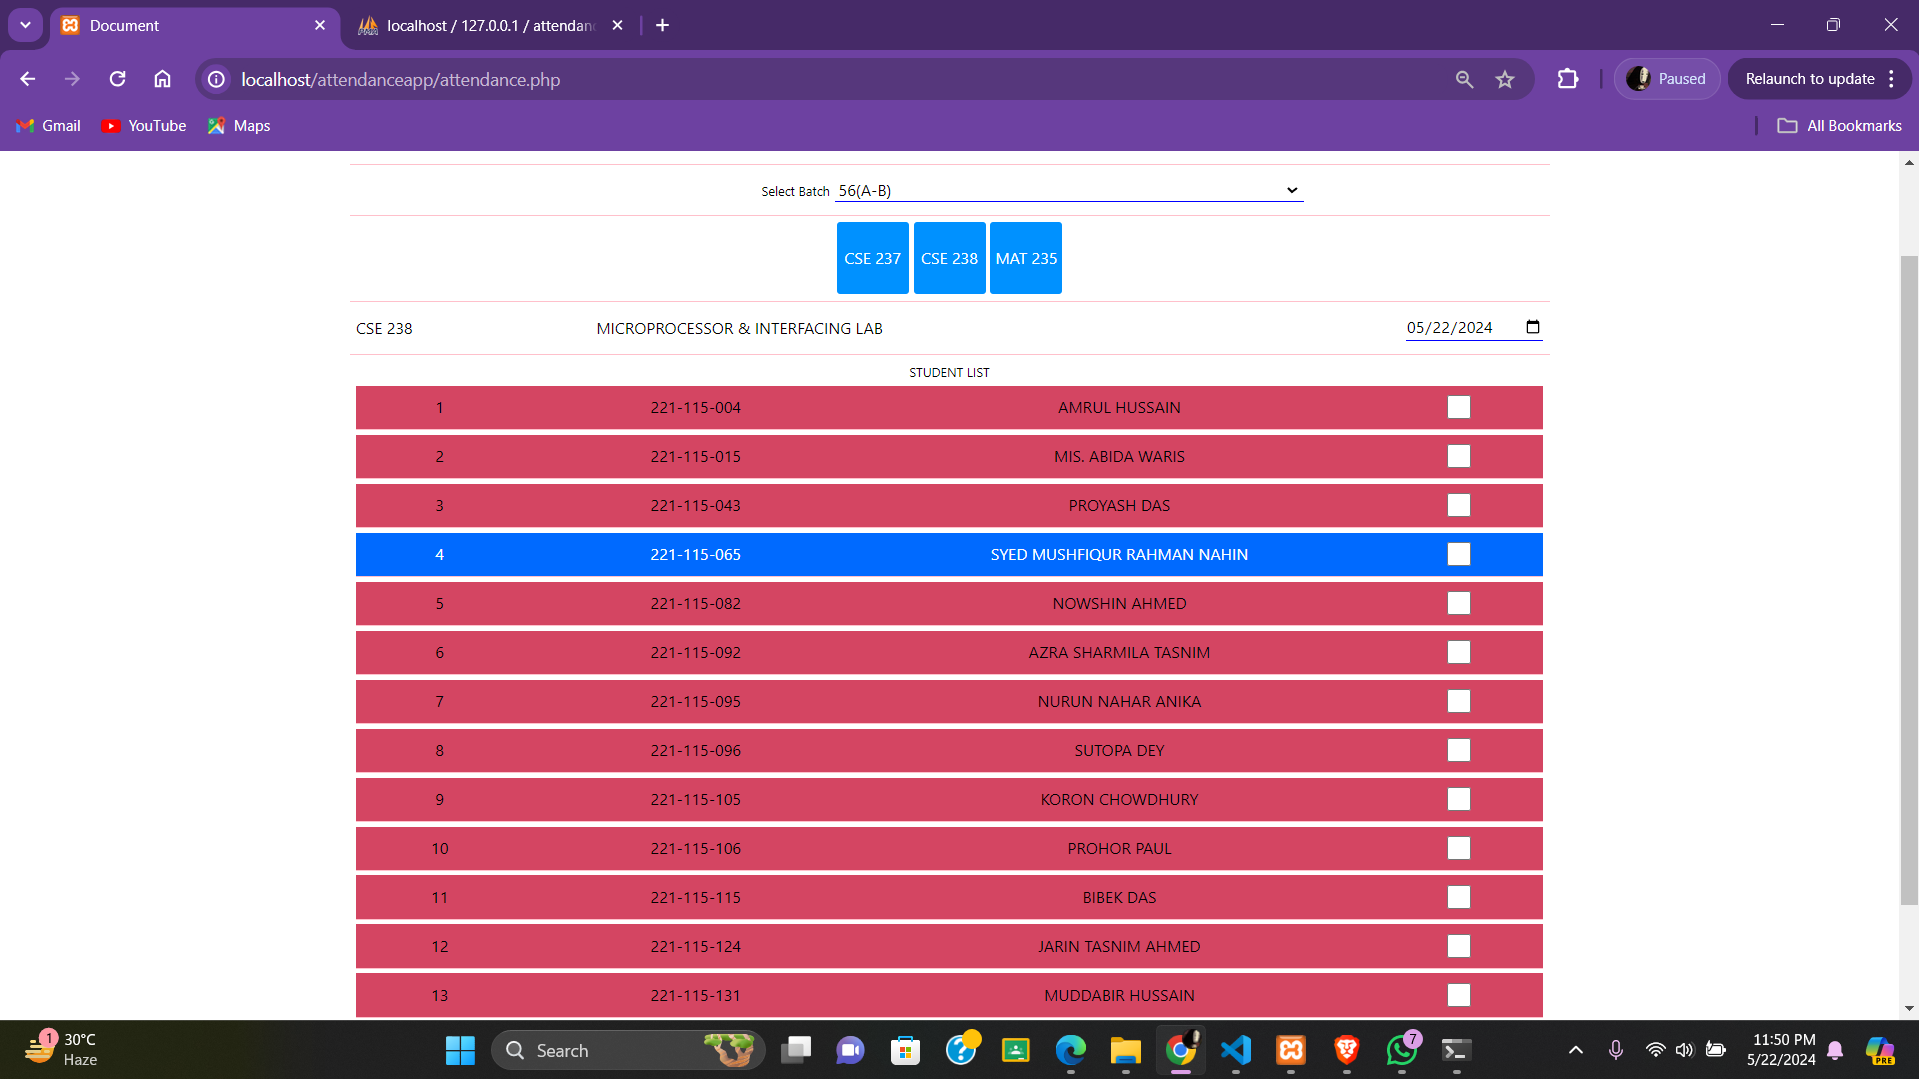 Document
localhost / 127.0.0.1 / attendanc
localhost/attendanceapp/attendance.php
Paused
Relaunch to update
Gmail
YouTube
Maps
All Bookmarks
Select Batch 56(A-B)
CSE 237 CSE 238 MAT 235
CSE 238 MICROPROCESSOR & INTERFACING LAB 05/22/2024
STUDENT LIST
1 221-115-004 AMRUL HUSSAIN
2 221-115-015 MIS. ABIDA WARIS
3 221-115-043 PROYASH DAS
4 221-115-065 SYED MUSHFIQUR RAHMAN NAHIN
5 221-115-082 NOWSHIN AHMED
6 221-115-092 AZRA SHARMILA TASNIM
7 221-115-095 NURUN NAHAR ANIKA
8 221-115-096 SUTOPA DEY
9 221-115-105 KORON CHOWDHURY
10 221-115-106 PROHOR PAUL
11 221-115-115 BIBEK DAS
12 221-115-124 JARIN TASNIM AHMED
13 221-115-131 MUDDABIR HUSSAIN
1
30°C
Haze
Search
7
11:50 PM
5/22/2024
PRE